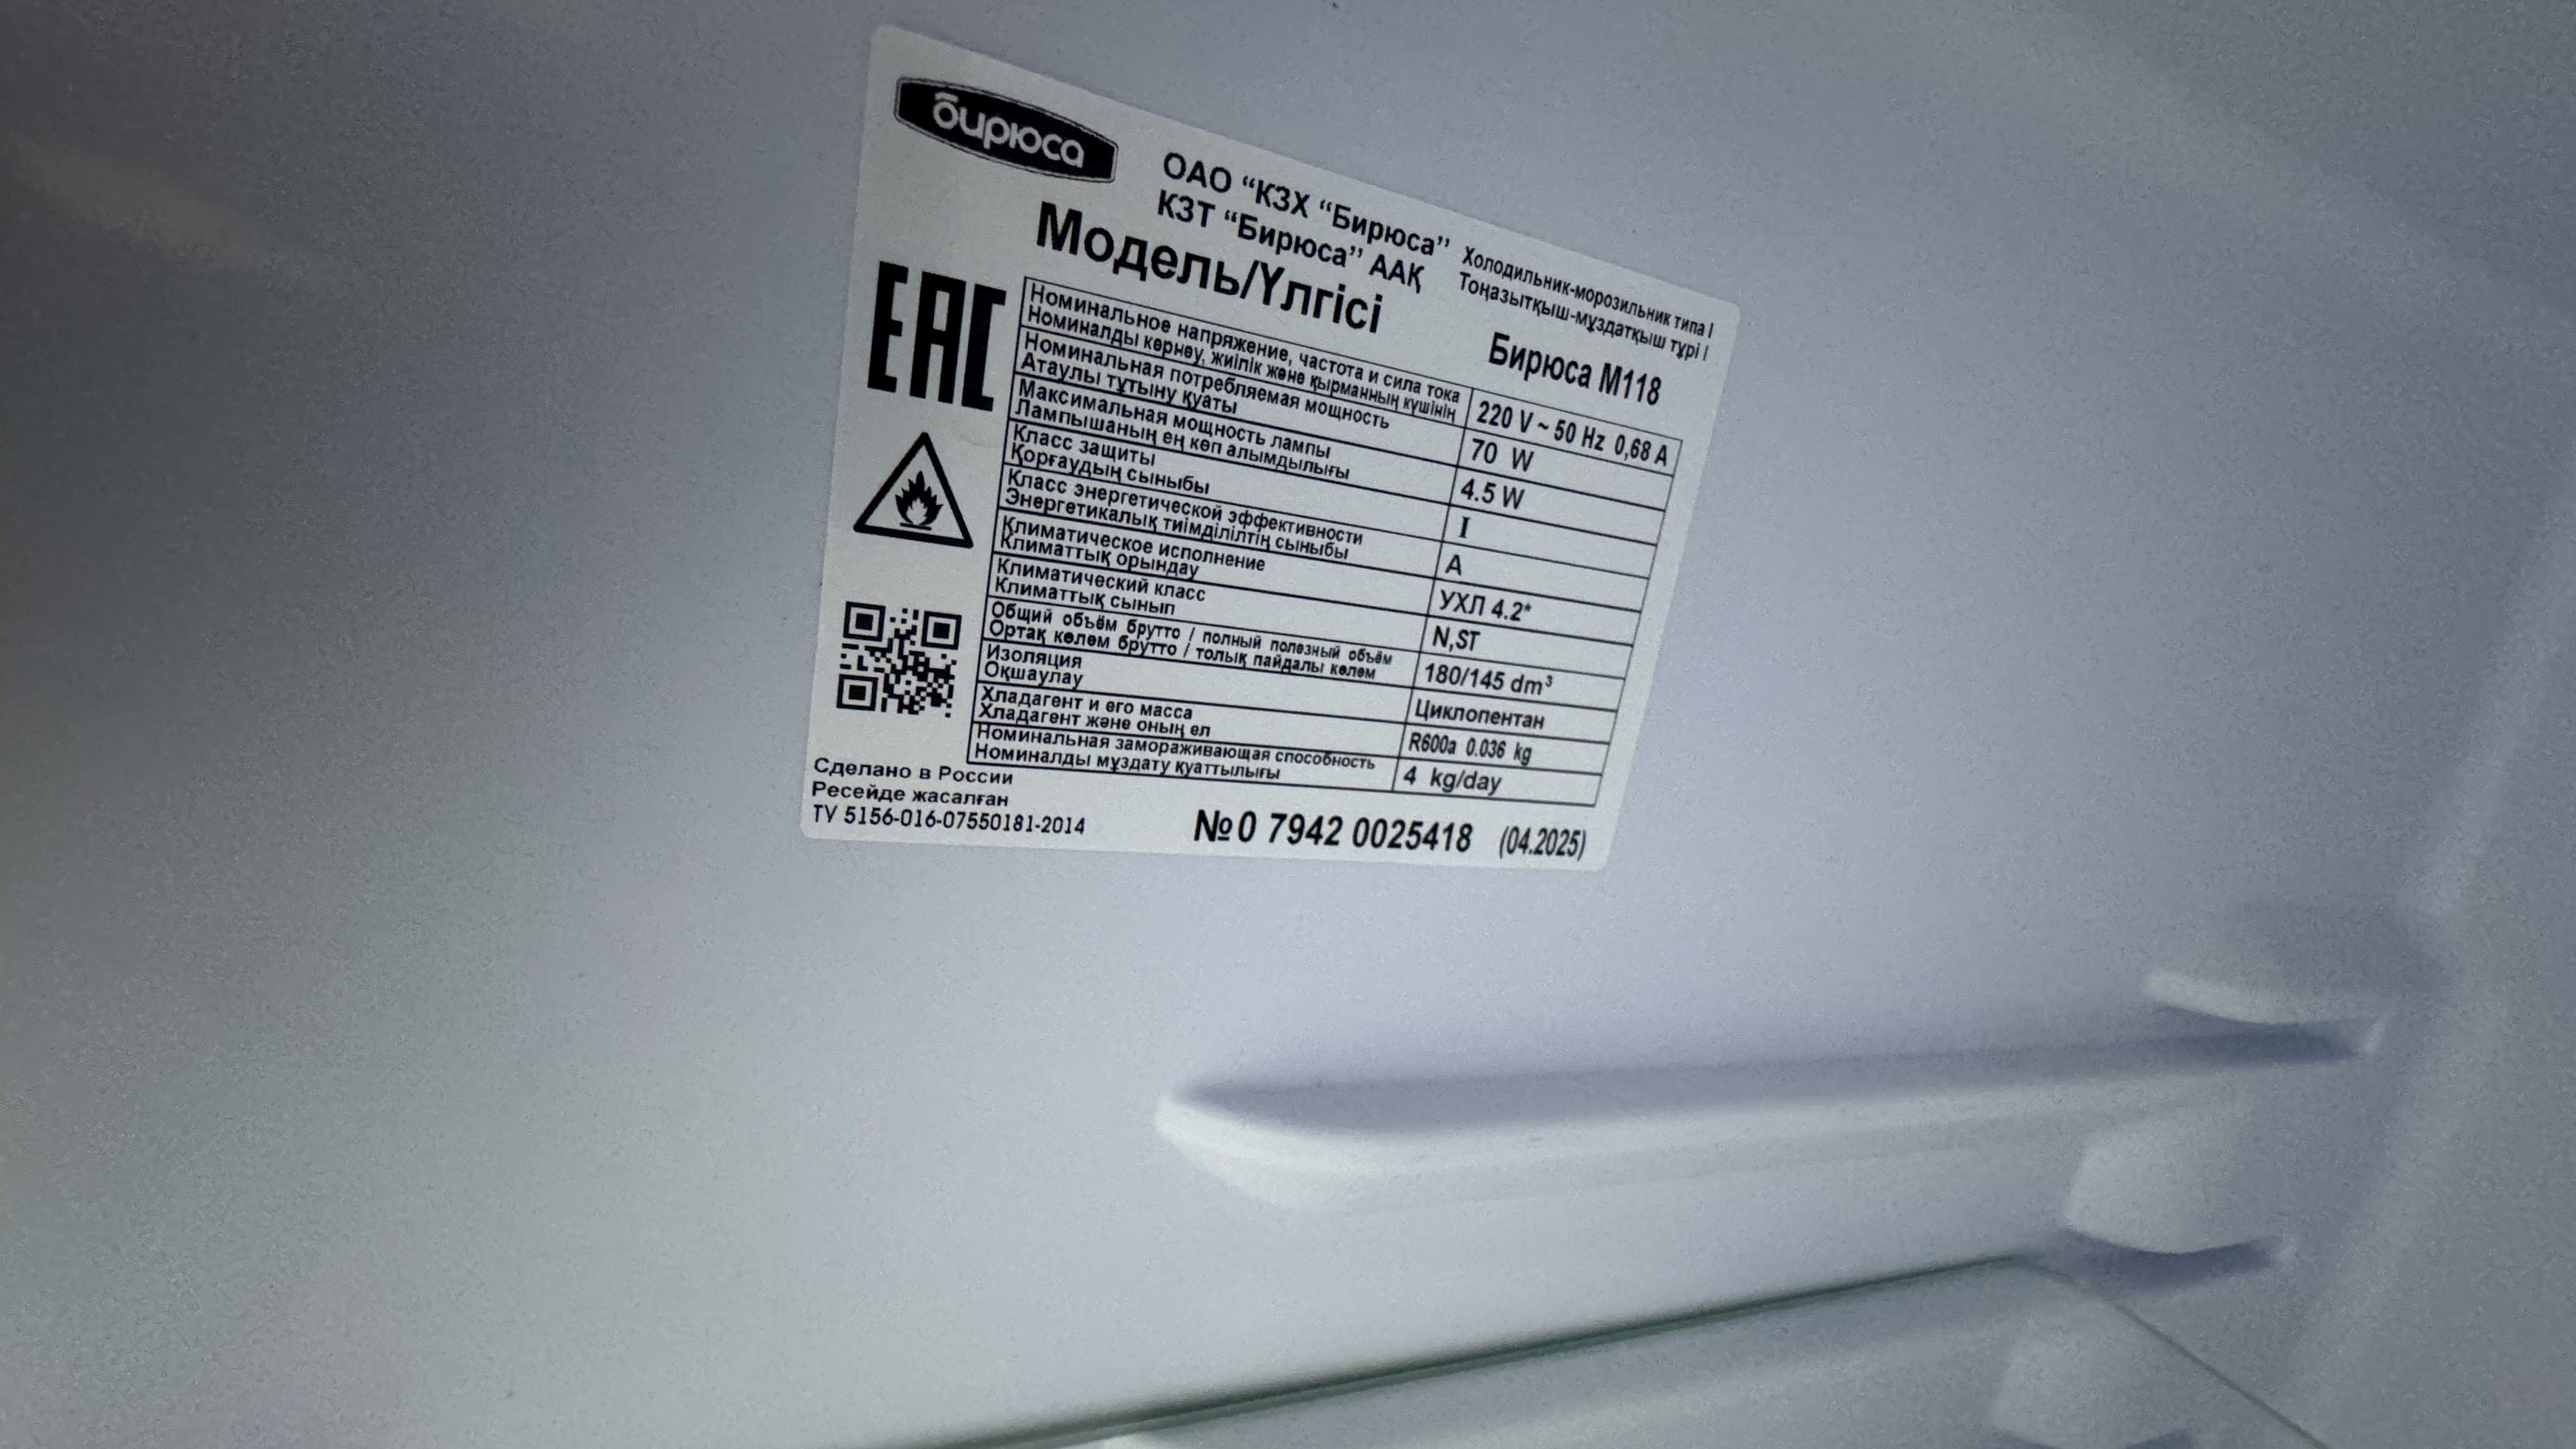 бирюса
ОАО “КЗХ “Бирюса” Холодильник-морозильник типа I
КЗТ “Бирюса” ААҚ Тоңазытқыш-мұздатқыш түрі I
Модель/Үлгісі Бирюса М118
ЕАС
Номинальное напряжение, частота и сила тока
Номиналды көрнеу, жиілік және қырманның күшінің
220 V ~ 50 Hz 0,68 A
Номинальная потребляемая мощность
Атаулы тұтыну қуаты
70 W
Максимальная мощность лампы
Лампышаның ең көп алымдылығы
4.5 W
Класс защиты
Қорғаудың сыныбы
I
Класс энергетической эффективности
Энергетикалық тиімділілтің сыныбы
А
Климатическое исполнение
Климаттық орындау
УХЛ 4.2*
Климатический класс
Климаттық сынып
N,ST
Общий объём брутто / полный полезный объём
Ортақ көлөм брутто / толық пайдалы көлөм
180/145 dm³
Изоляция
Оқшаулау
Циклопентан
Хладагент и его масса
Хладагент және оның ел
R600a 0.036 kg
Номинальная замораживающая способность
Номиналды мұздату қуаттылығы
4 kg/day
Сделано в России
Ресейде жасалған
ТУ 5156-016-07550181-2014
№0 7942 0025418 (04.2025)